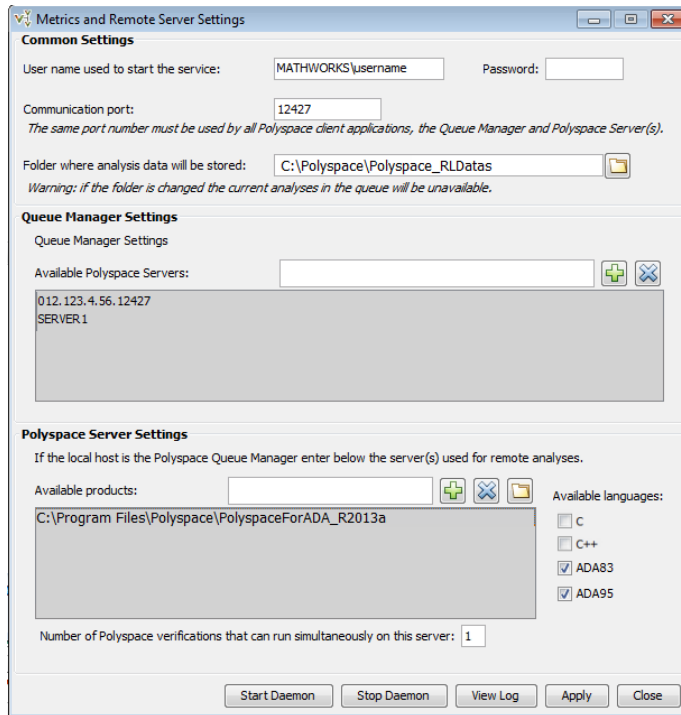 Metrics and Remote Server Settings
Common Settings
User name used to start the service: MATHWORKS\username Password:
Communication port: 12427
The same port number must be used by all Polyspace client applications, the Queue Manager and Polyspace Server(s).
Folder where analysis data will be stored: C:\Polyspace\Polyspace_RLDatas
Warning: if the folder is changed the current analyses in the queue will be unavailable.
Queue Manager Settings
Queue Manager Settings
Available Polyspace Servers:
012.123.4.56.12427
SERVER1
Polyspace Server Settings
If the local host is the Polyspace Queue Manager enter below the server(s) used for remote analyses.
Available products:
Available languages:
C:\Program Files\Polyspace\PolyspaceForADA_R2013a
C
C++
ADA83
ADA95
Number of Polyspace verifications that can run simultaneously on this server: 1
Start Daemon Stop Daemon View Log Apply Close